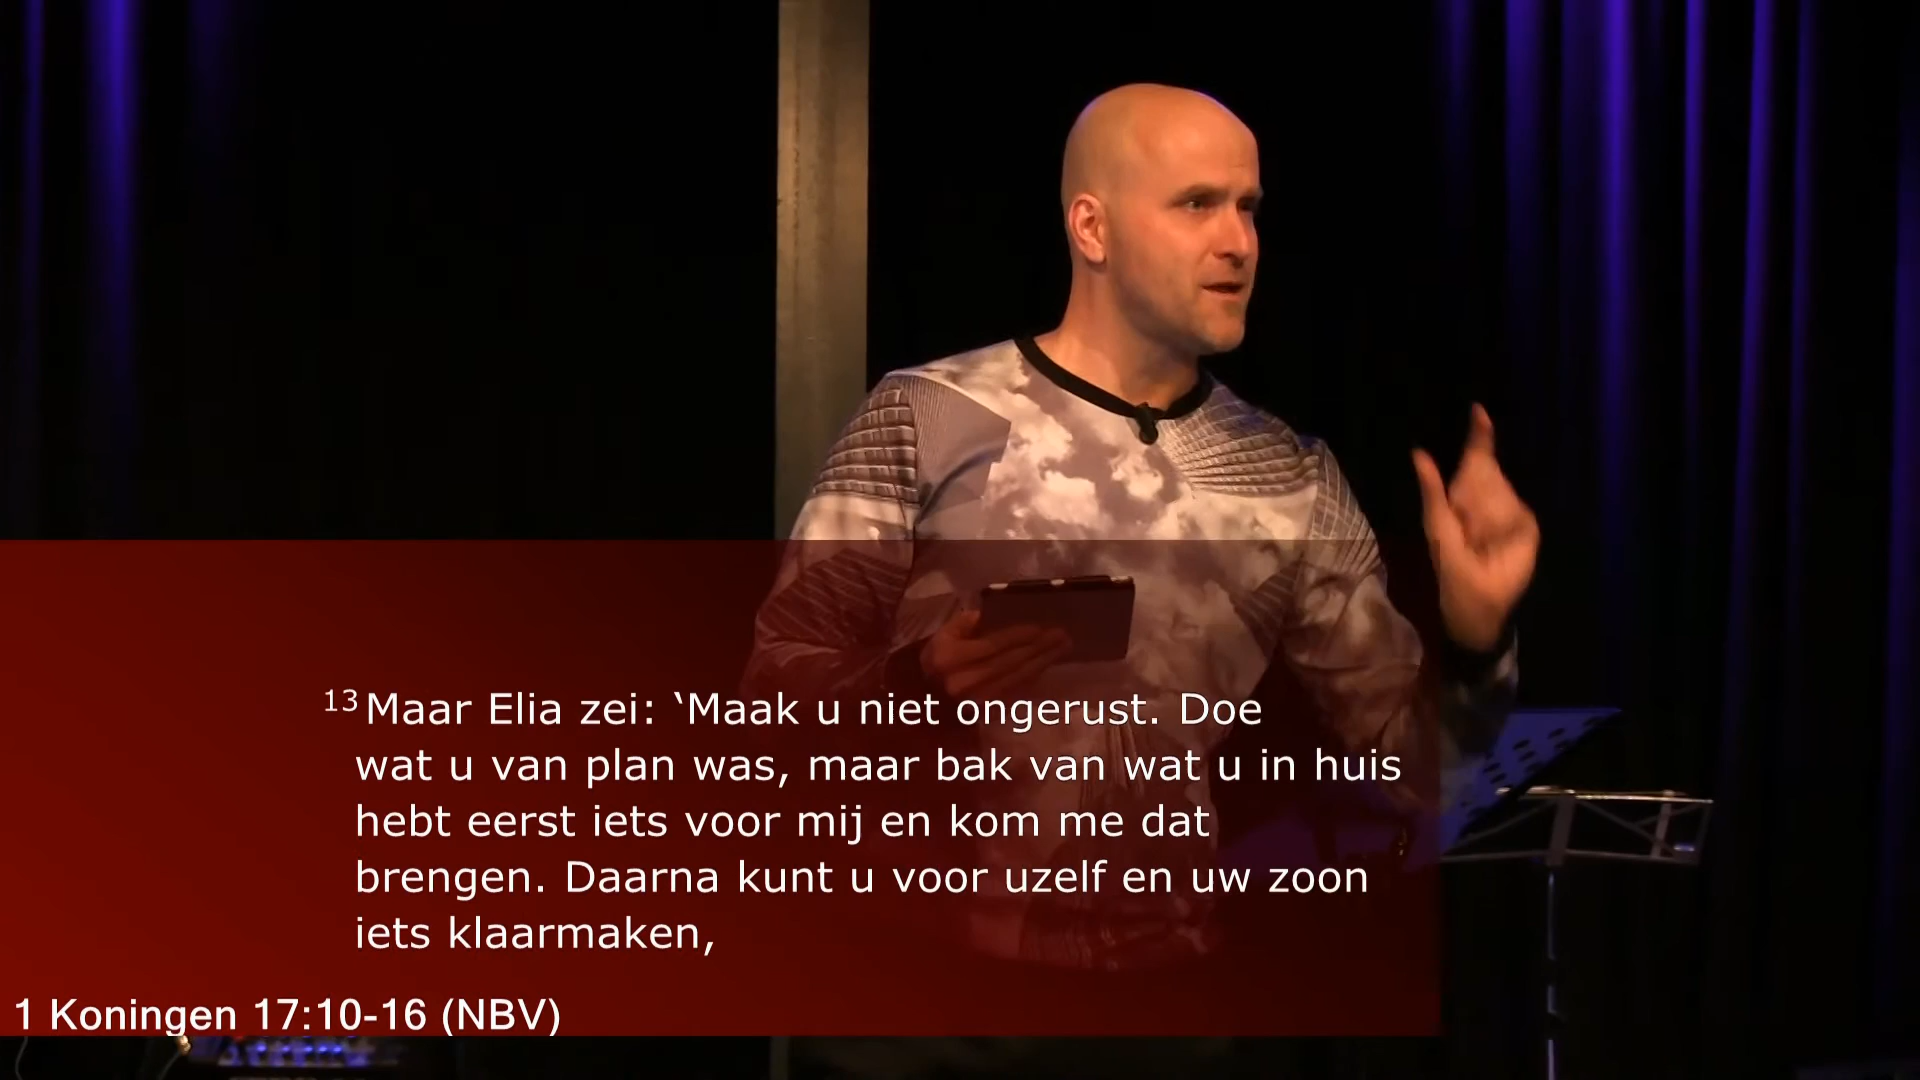 13 Maar Elia zei: ‘Maak u niet ongerust. Doe
wat u van plan was, maar bak van wat u in huis
hebt eerst iets voor mij en kom me dat
brengen. Daarna kunt u voor uzelf en uw zoon
iets klaarmaken,
1 Koningen 17:10-16 (NBV)